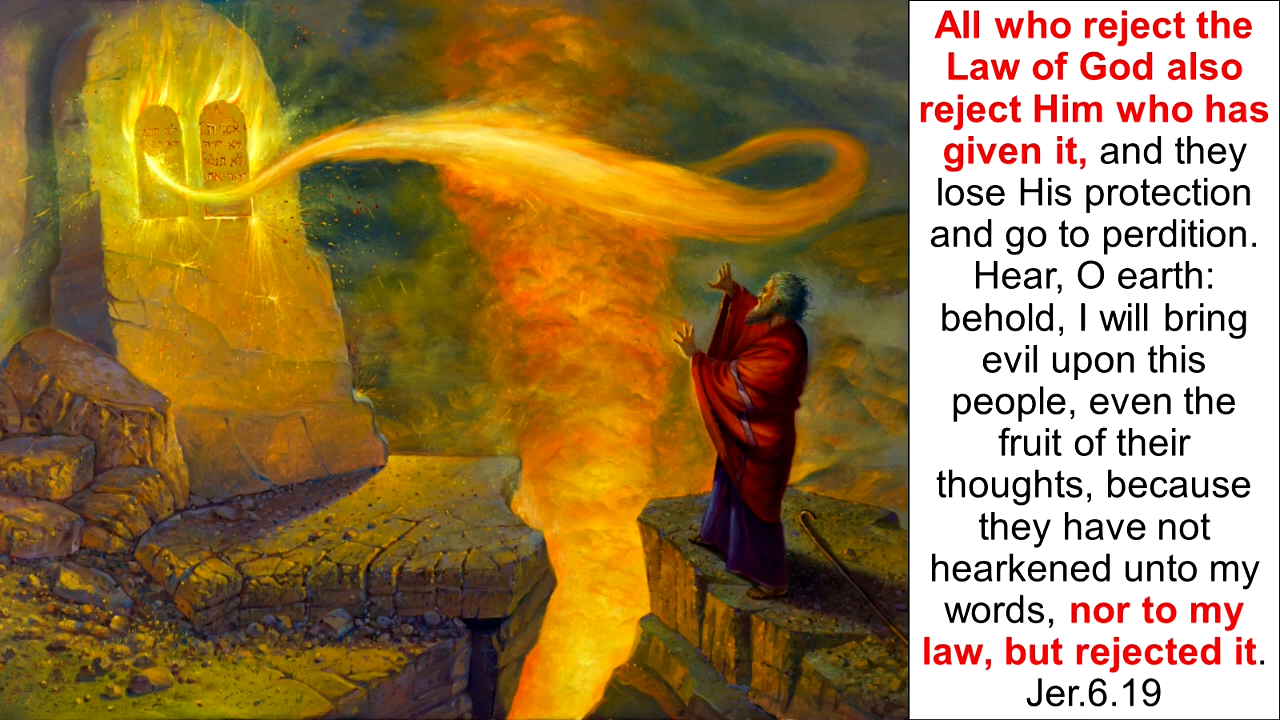 All who reject the
Law of God also
reject Him who has
given it, and they
lose His protection
and go to perdition.
Hear, O earth:
behold, I will bring
evil upon this
people, even the
fruit of their
thoughts, because
they have not
hearkened unto my
words, nor to my
law, but rejected it.
Jer.6.19